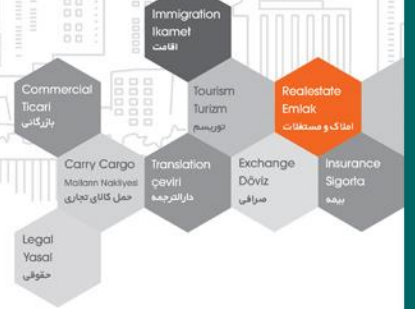 Immigration
Ikamet
اقامت
Commercial
Ticari
بازرگانی
Tourism
Turizm
توریسم
Realestate
Emlak
املاک و مستغلات
Carry Cargo
Malların Nakliyesi
حمل کالای تجاری
Translation
çeviri
دارالترجمه
Exchange
Döviz
صرافی
Insurance
Sigorta
بیمه
Legal
Yasal
حقوقی